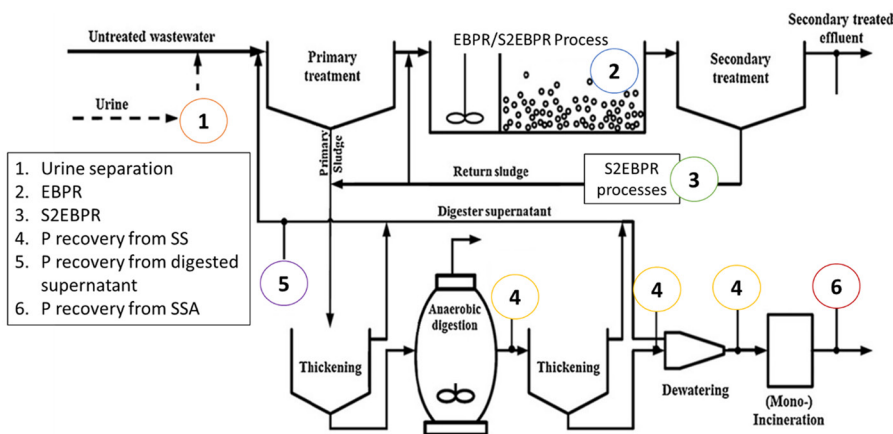 Secondary treated
effluent
Untreated wastewater
Primary
treatment
EBPR/S2EBPR Process
2
Secondary
treatment
Urine
1
Primary
Sludge
Return sludge
S2EBPR
processes
3
1. Urine separation
2. EBPR
3. S2EBPR
4. P recovery from SS
5. P recovery from digested
supernatant
6. P recovery from SSA
Digester supernatant
5
4
4
4
6
Anaerobic
digestion
Thickening
Thickening
Dewatering
(Mono-)
Incineration